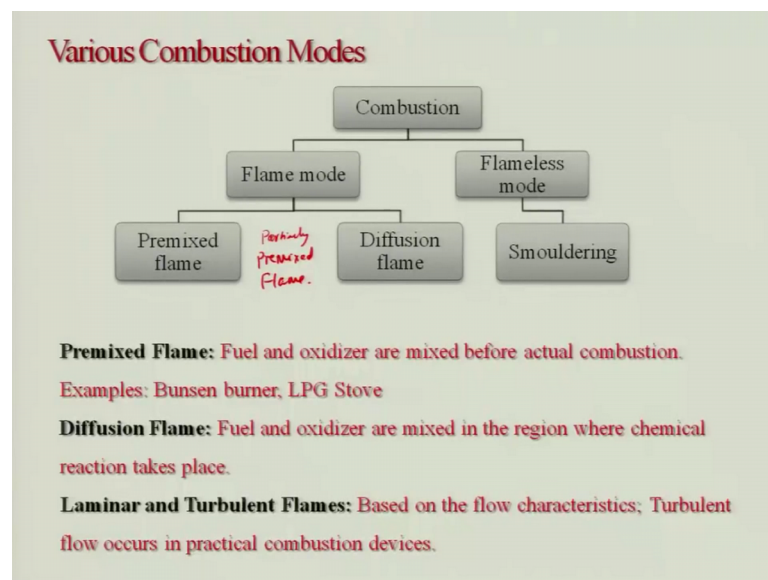 Various Combustion Modes
Combustion
Flame mode
Flameless
mode
Premixed
flame
Partially
Premixed
Flame.
Diffusion
flame
Smouldering
Premixed Flame: Fuel and oxidizer are mixed before actual combustion.
Examples: Bunsen burner, LPG Stove
Diffusion Flame: Fuel and oxidizer are mixed in the region where chemical
reaction takes place.
Laminar and Turbulent Flames: Based on the flow characteristics; Turbulent
flow occurs in practical combustion devices.